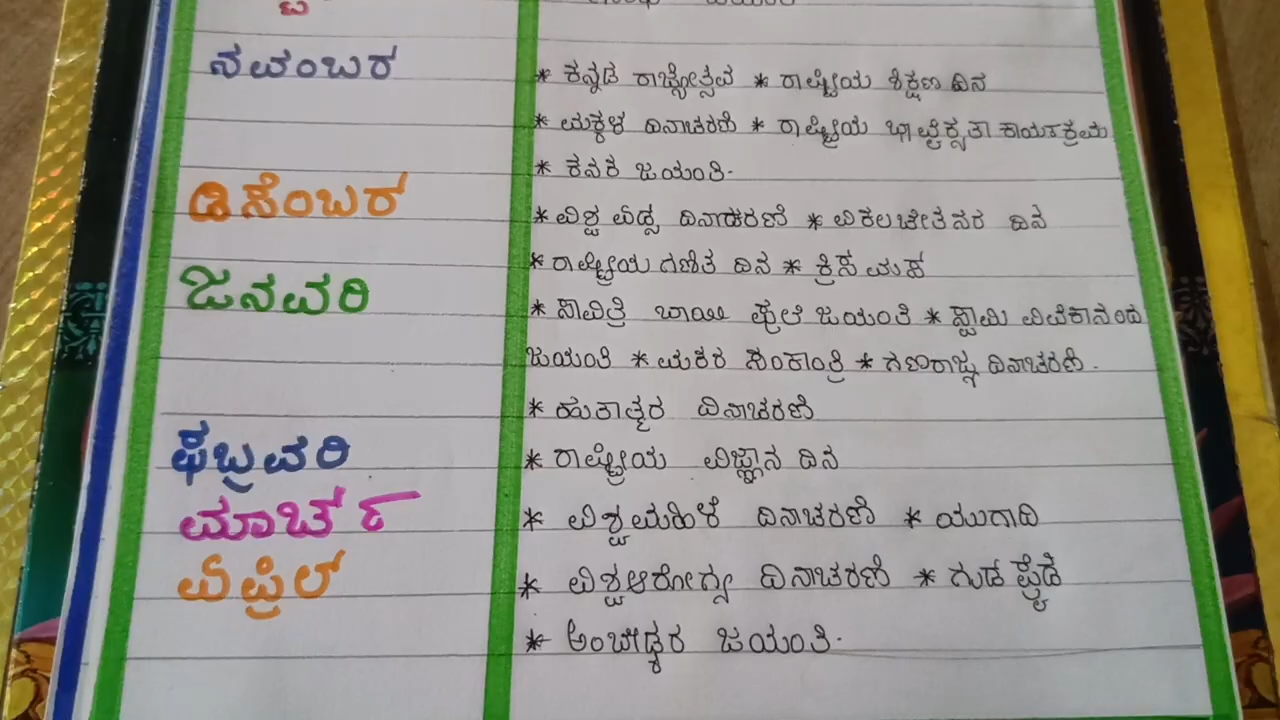 ನವಂಬರ * ಕನ್ನಡ ರಾಜ್ಯೋತ್ಸವ * ರಾಷ್ಟ್ರೀಯ ಶಿಕ್ಷಣ ದಿನ
* ಮಕ್ಕಳ ದಿನಾಚರಣೆ * ರಾಷ್ಟ್ರೀಯ ಭಾವೈಕ್ಯತಾ ಕಾರ್ಯಕ್ರಮ
* ಕನಕ ಜಯಂತಿ.
ಡಿಸೆಂಬರ್ * ವಿಶ್ವ ಏಡ್ಸ ದಿನಾಚರಣೆ * ವಿಕಲಚೇತನರ ದಿನ
* ರಾಷ್ಟ್ರೀಯ ಗಣಿತ ದಿನ * ಕ್ರಿಸ ಮಸ
ಜನವರಿ * ಸಾವಿತ್ರಿ ಬಾಯಿ ಫುಲೆ ಜಯಂತಿ * ಸ್ವಾಮಿ ವಿವೇಕಾನಂದ
ಜಯಂತಿ * ಮಕರ ಸಂಕ್ರಾಂತಿ * ಗಣರಾಜ್ಯ ದಿನಾಚರಣೆ.
* ಹುತಾತ್ಮರ ದಿನಾಚರಣೆ
ಫೆಬ್ರವರಿ * ರಾಷ್ಟ್ರೀಯ ವಿಜ್ಞಾನ ದಿನ
ಮಾರ್ಚ * ವಿಶ್ವಮಹಿಳೆ ದಿನಾಚರಣೆ * ಯುಗಾದಿ
ಏಪ್ರಿಲ್ * ವಿಶ್ವಆರೋಗ್ಯ ದಿನಾಚರಣೆ * ಗುಡ ಫ್ರೈಡೆ
* ಅಂಬೇಡ್ಕರ ಜಯಂತಿ.